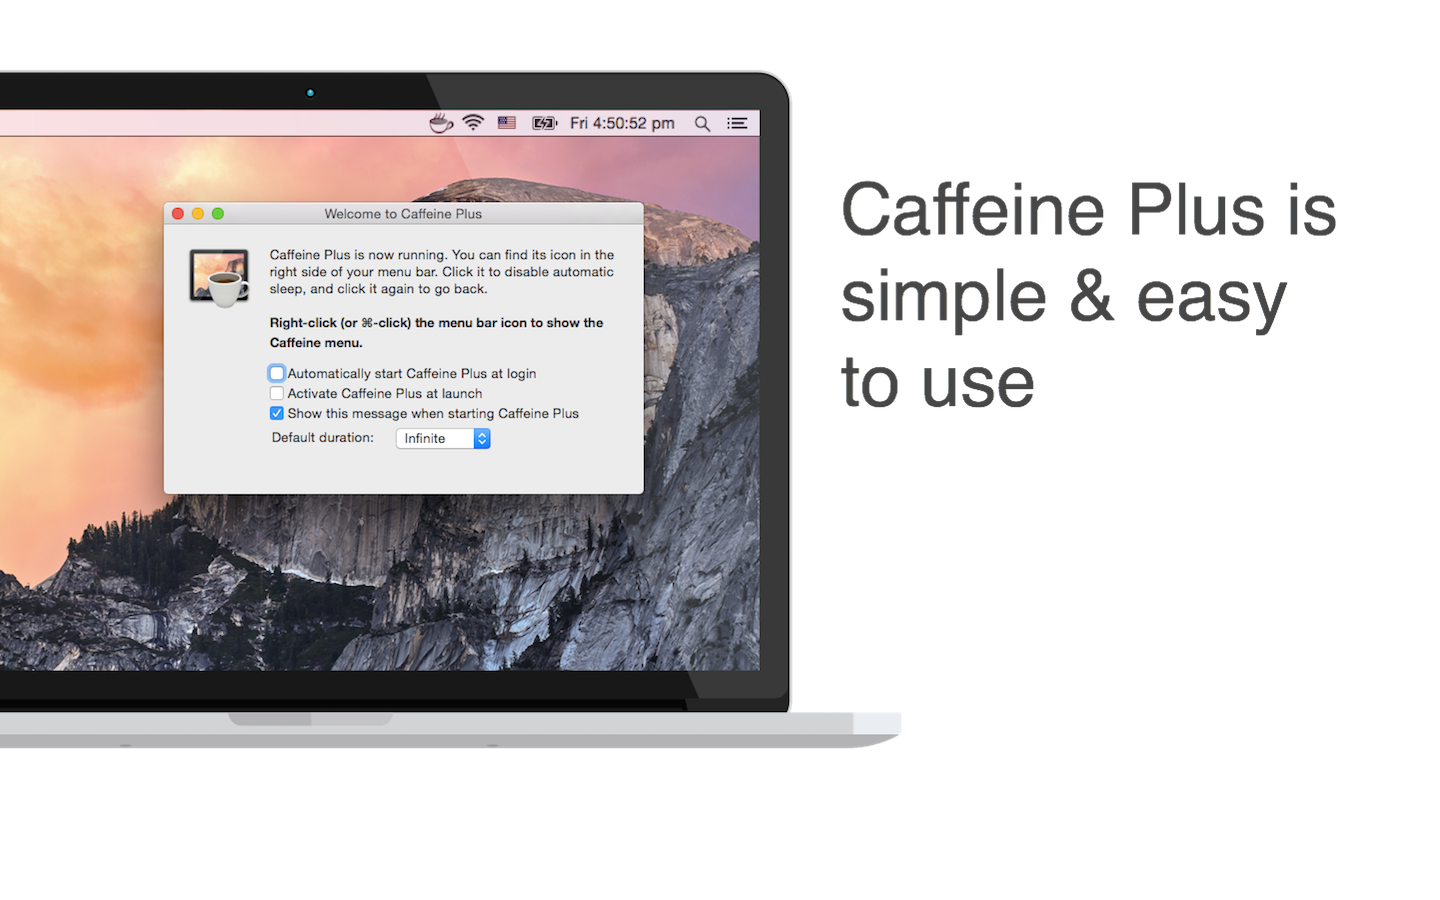 Fri 4:50:52 pm
Welcome to Caffeine Plus
Caffeine Plus is now running. You can find its icon in the
right side of your menu bar. Click it to disable automatic
sleep, and click it again to go back.
Right-click (or ⌘-click) the menu bar icon to show the
Caffeine menu.
Automatically start Caffeine Plus at login
Activate Caffeine Plus at launch
Show this message when starting Caffeine Plus
Default duration: Infinite
Caffeine Plus is
simple & easy
to use